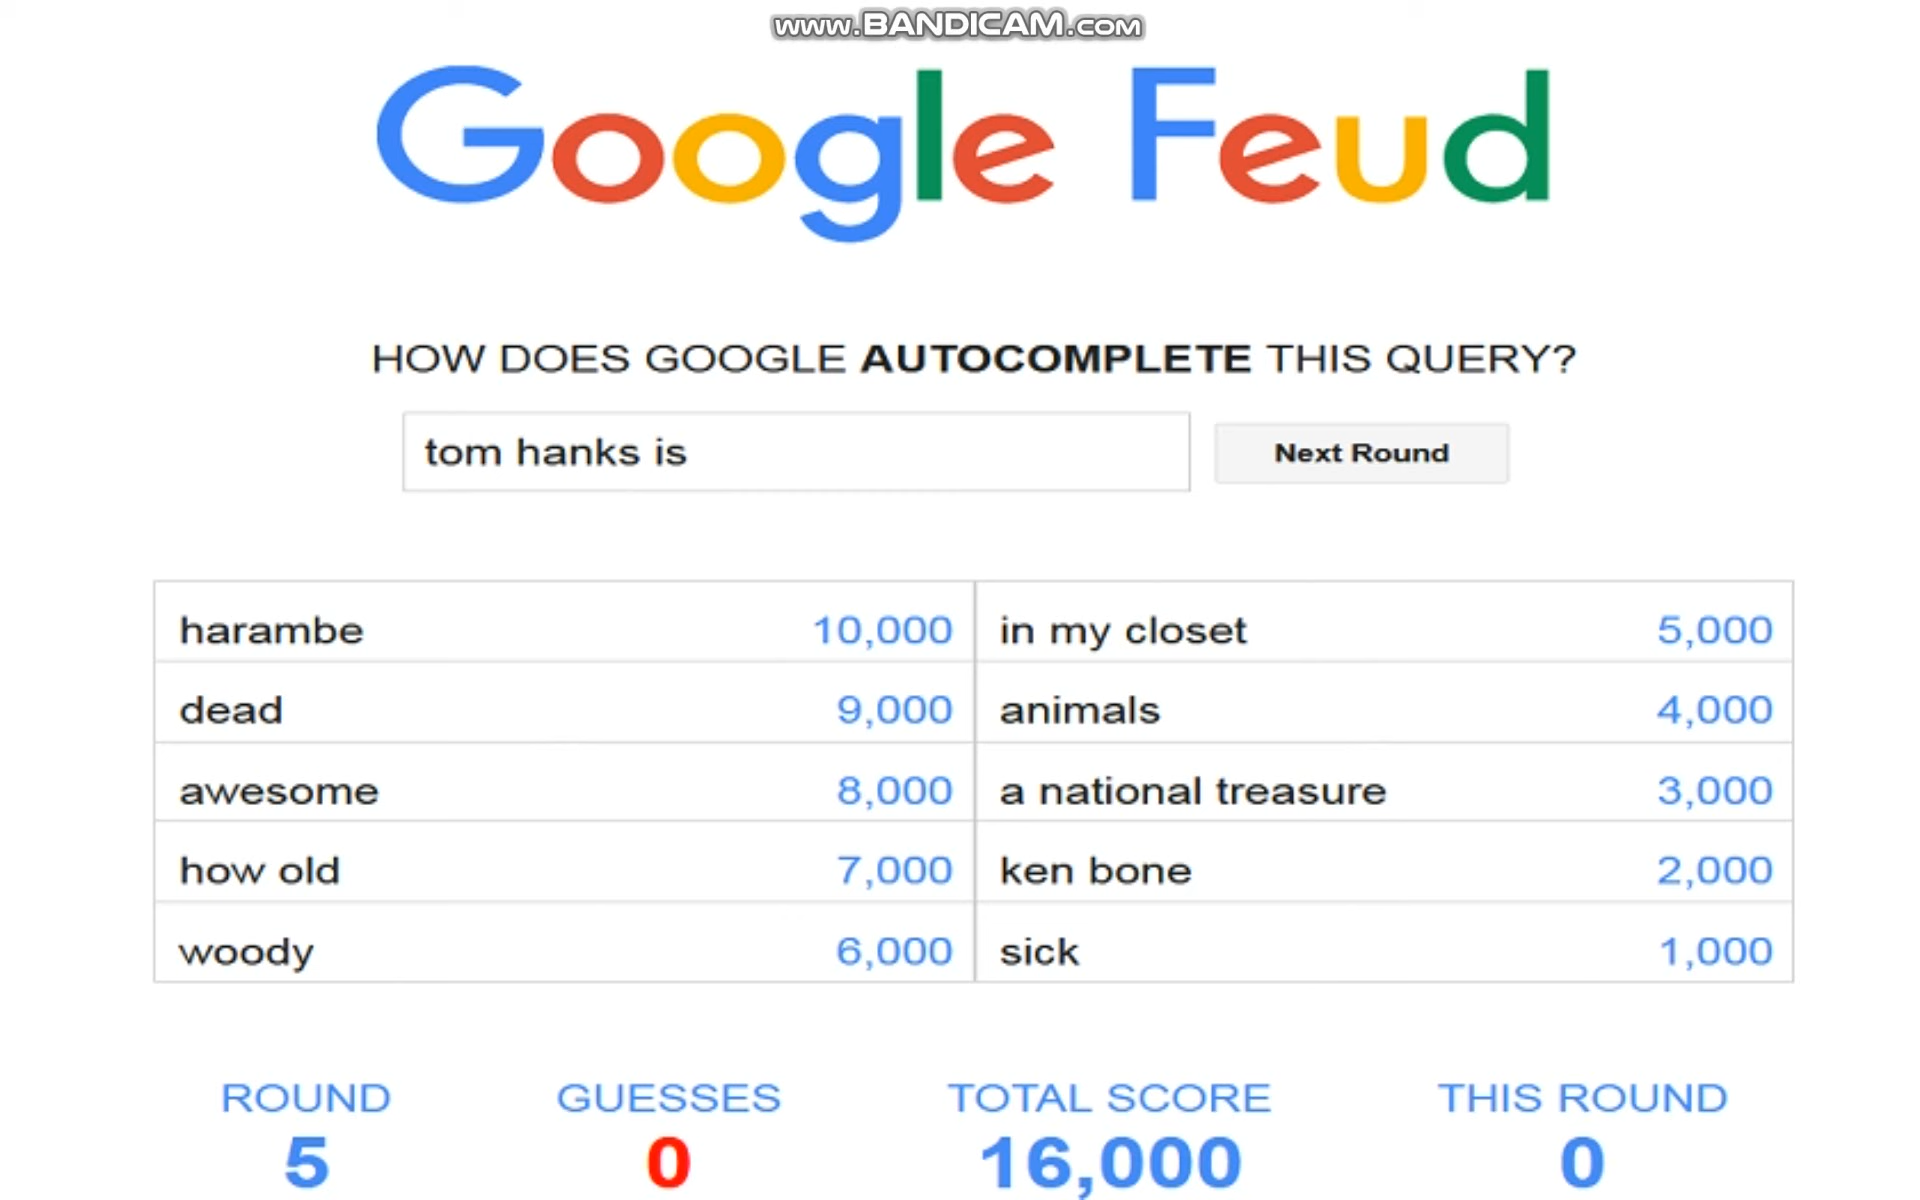 www.BANDICAM.com
Google Feud
HOW DOES GOOGLE AUTOCOMPLETE THIS QUERY?
tom hanks is
Next Round
harambe 10,000 in my closet 5,000
dead 9,000 animals 4,000
awesome 8,000 a national treasure 3,000
how old 7,000 ken bone 2,000
woody 6,000 sick 1,000
ROUND GUESSES TOTAL SCORE THIS ROUND
5 0 16,000 0